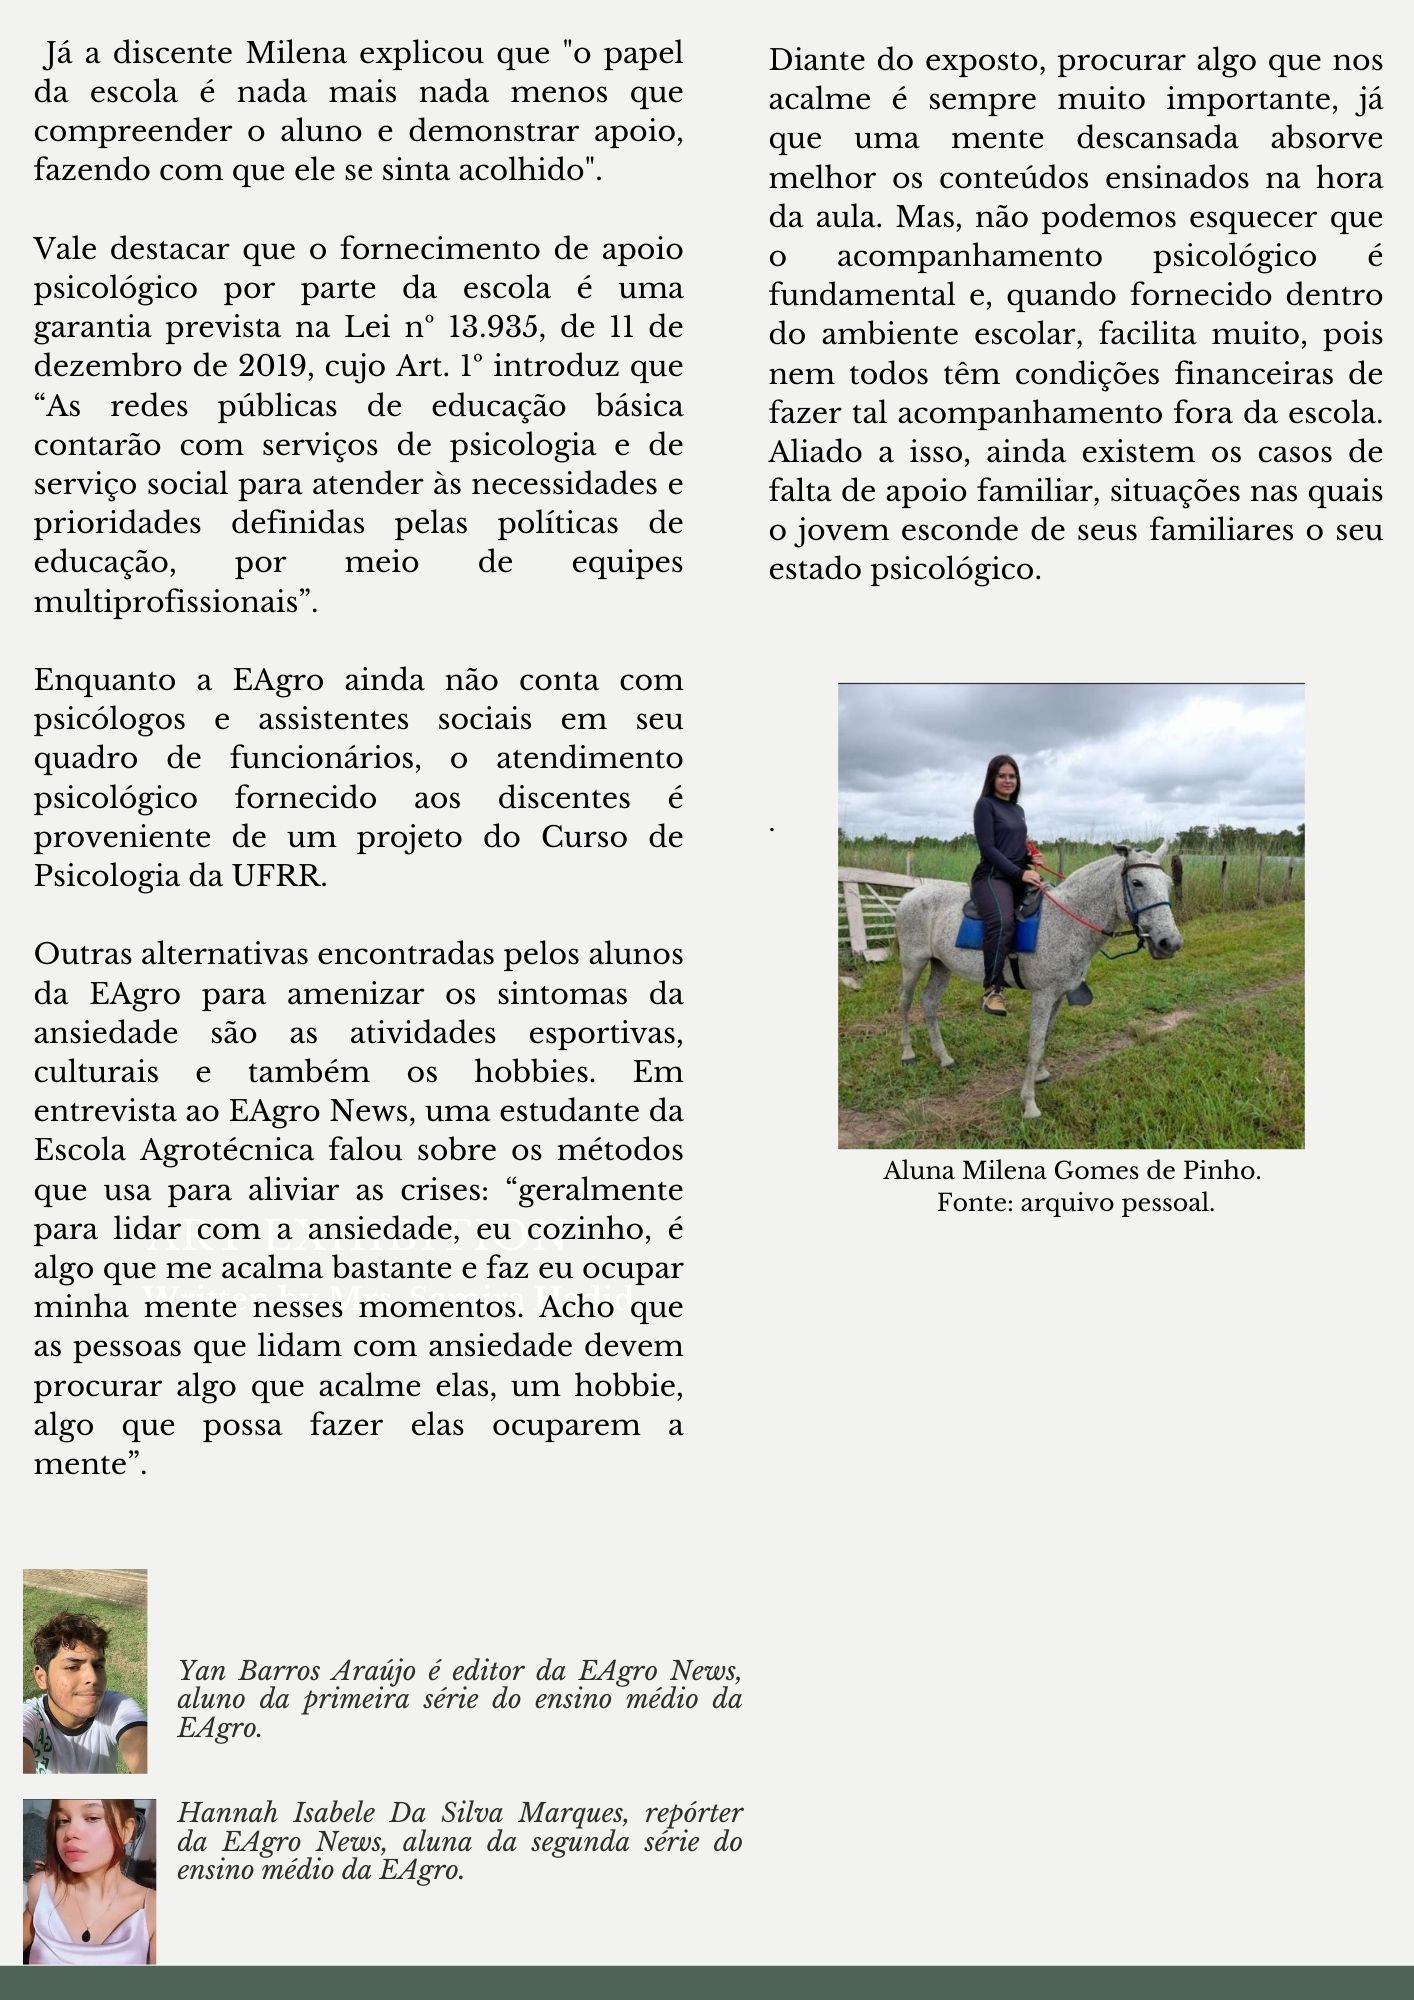 Já a discente Milena explicou que "o papel
da escola é nada mais nada menos que
compreender o aluno e demonstrar apoio,
fazendo com que ele se sinta acolhido".
Vale destacar que o fornecimento de apoio
psicológico por parte da escola é uma
garantia prevista na Lei nº 13.935, de 11 de
dezembro de 2019, cujo Art. 1º introduz que
“As redes públicas de educação básica
contarão com serviços de psicologia e de
serviço social para atender às necessidades e
prioridades definidas pelas políticas de
educação, por meio de equipes
multiprofissionais”.
Enquanto a EAgro ainda não conta com
psicólogos e assistentes sociais em seu
quadro de funcionários, o atendimento
psicológico fornecido aos discentes é
proveniente de um projeto do Curso de
Psicologia da UFRR.
Outras alternativas encontradas pelos alunos
da EAgro para amenizar os sintomas da
ansiedade são as atividades esportivas,
culturais e também os hobbies. Em
entrevista ao EAgro News, uma estudante da
Escola Agrotécnica falou sobre os métodos
que usa para aliviar as crises: “geralmente
para lidar com a ansiedade, eu cozinho, é
algo que me acalma bastante e faz eu ocupar
minha mente nesses momentos. Acho que
as pessoas que lidam com ansiedade devem
procurar algo que acalme elas, um hobbie,
algo que possa fazer elas ocuparem a
mente”.
ART EXHIBITION
Written by Mrs. Samira Hadid
Diante do exposto, procurar algo que nos
acalme é sempre muito importante, já
que uma mente descansada absorve
melhor os conteúdos ensinados na hora
da aula. Mas, não podemos esquecer que
o acompanhamento psicológico é
fundamental e, quando fornecido dentro
do ambiente escolar, facilita muito, pois
nem todos têm condições financeiras de
fazer tal acompanhamento fora da escola.
Aliado a isso, ainda existem os casos de
falta de apoio familiar, situações nas quais
o jovem esconde de seus familiares o seu
estado psicológico.
.
Aluna Milena Gomes de Pinho.
Fonte: arquivo pessoal.
Yan Barros Araújo é editor da EAgro News,
aluno da primeira série do ensino médio da
EAgro.
Hannah Isabele Da Silva Marques, repórter
da EAgro News, aluna da segunda série do
ensino médio da EAgro.